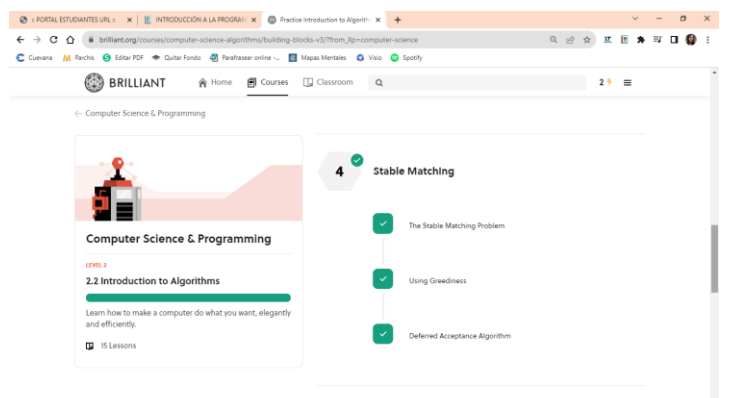 :: PORTAL ESTUDIANTES URL ::
INTRODUCCIÓN A LA PROGRAM
Practice Introduction to Algorith
brilliant.org/courses/computer-science-algorithms/building-blocks-v3/?from_llp=computer-science
Cuevana
Parchis
Editar PDF
Quitar Fondo
Parafrasear online -...
Mapas Mentales
Visio
Spotify
BRILLIANT
Home
Courses
Classroom
2
← Computer Science & Programming
4
Stable Matching
The Stable Matching Problem
Using Greediness
Deferred Acceptance Algorithm
Computer Science & Programming
LEVEL 2
2.2 Introduction to Algorithms
Learn how to make a computer do what you want, elegantly
and efficiently.
15 Lessons